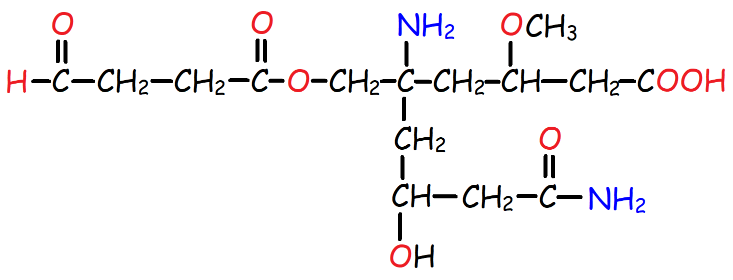 O O NH₂ OCH₃
H C CH₂ CH₂ C O CH₂ C CH₂ CH CH₂ COOH
CH₂ O
CH CH₂ C NH₂
OH